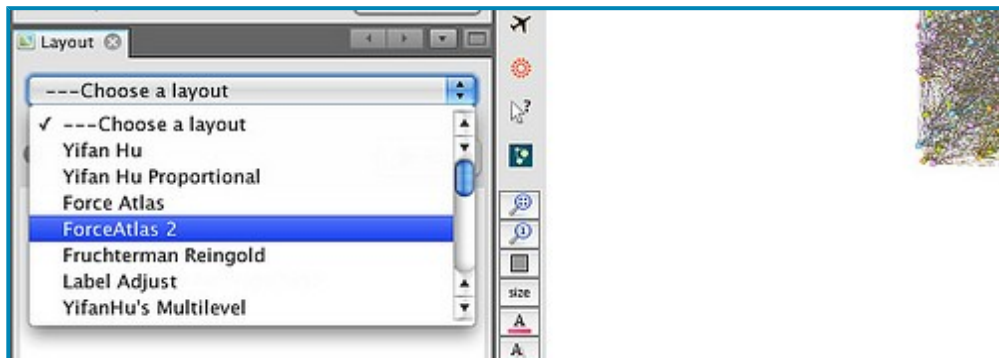 Layout
---Choose a layout
✓ ---Choose a layout
Yifan Hu
Yifan Hu Proportional
Force Atlas
ForceAtlas 2
Fruchterman Reingold
Label Adjust
YifanHu's Multilevel
?
1
size
A
A